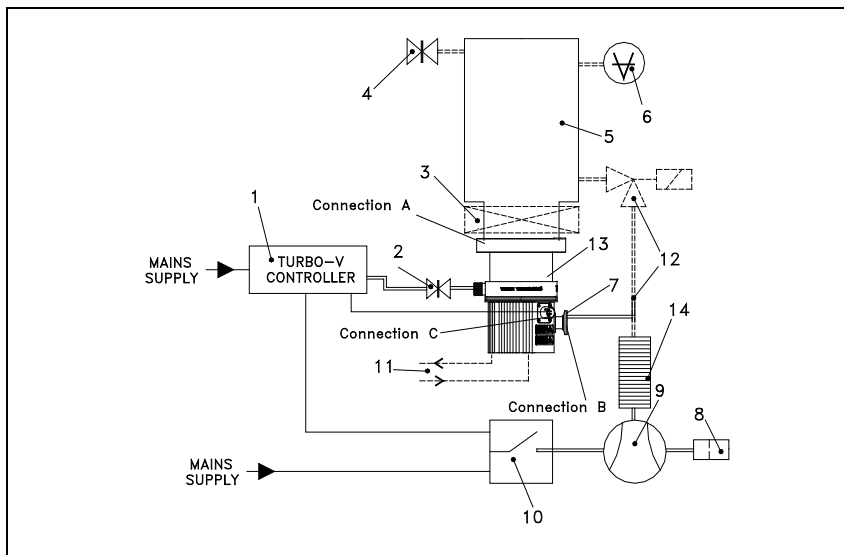 4
6
5
3
Connection A
1
13
MAINS
SUPPLY
TURBO-V
CONTROLLER
2
7
12
Connection C
14
11
Connection B
9
8
MAINS
SUPPLY
10